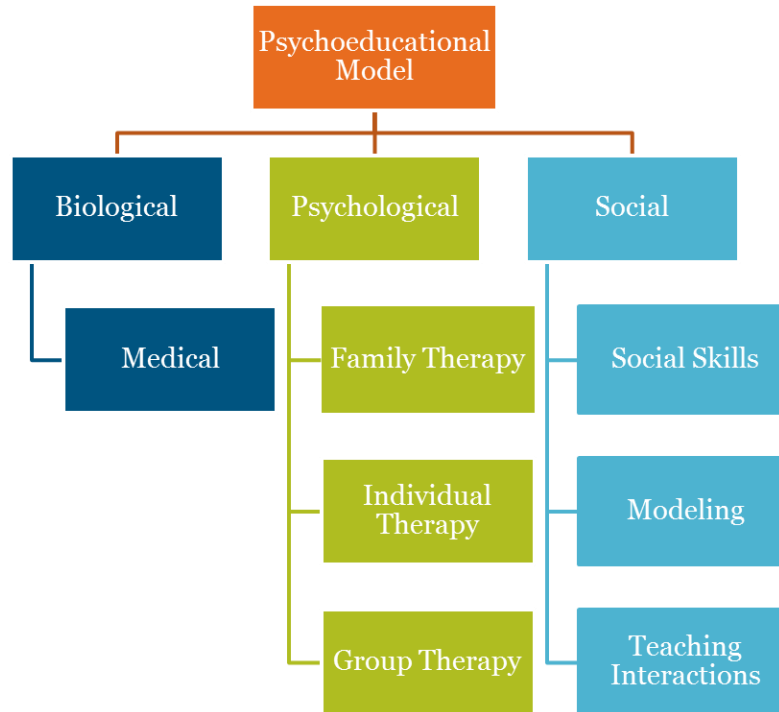 Psychoeducational
Model
Biological
Psychological
Social
Medical
Family Therapy
Social Skills
Individual
Therapy
Modeling
Group Therapy
Teaching
Interactions